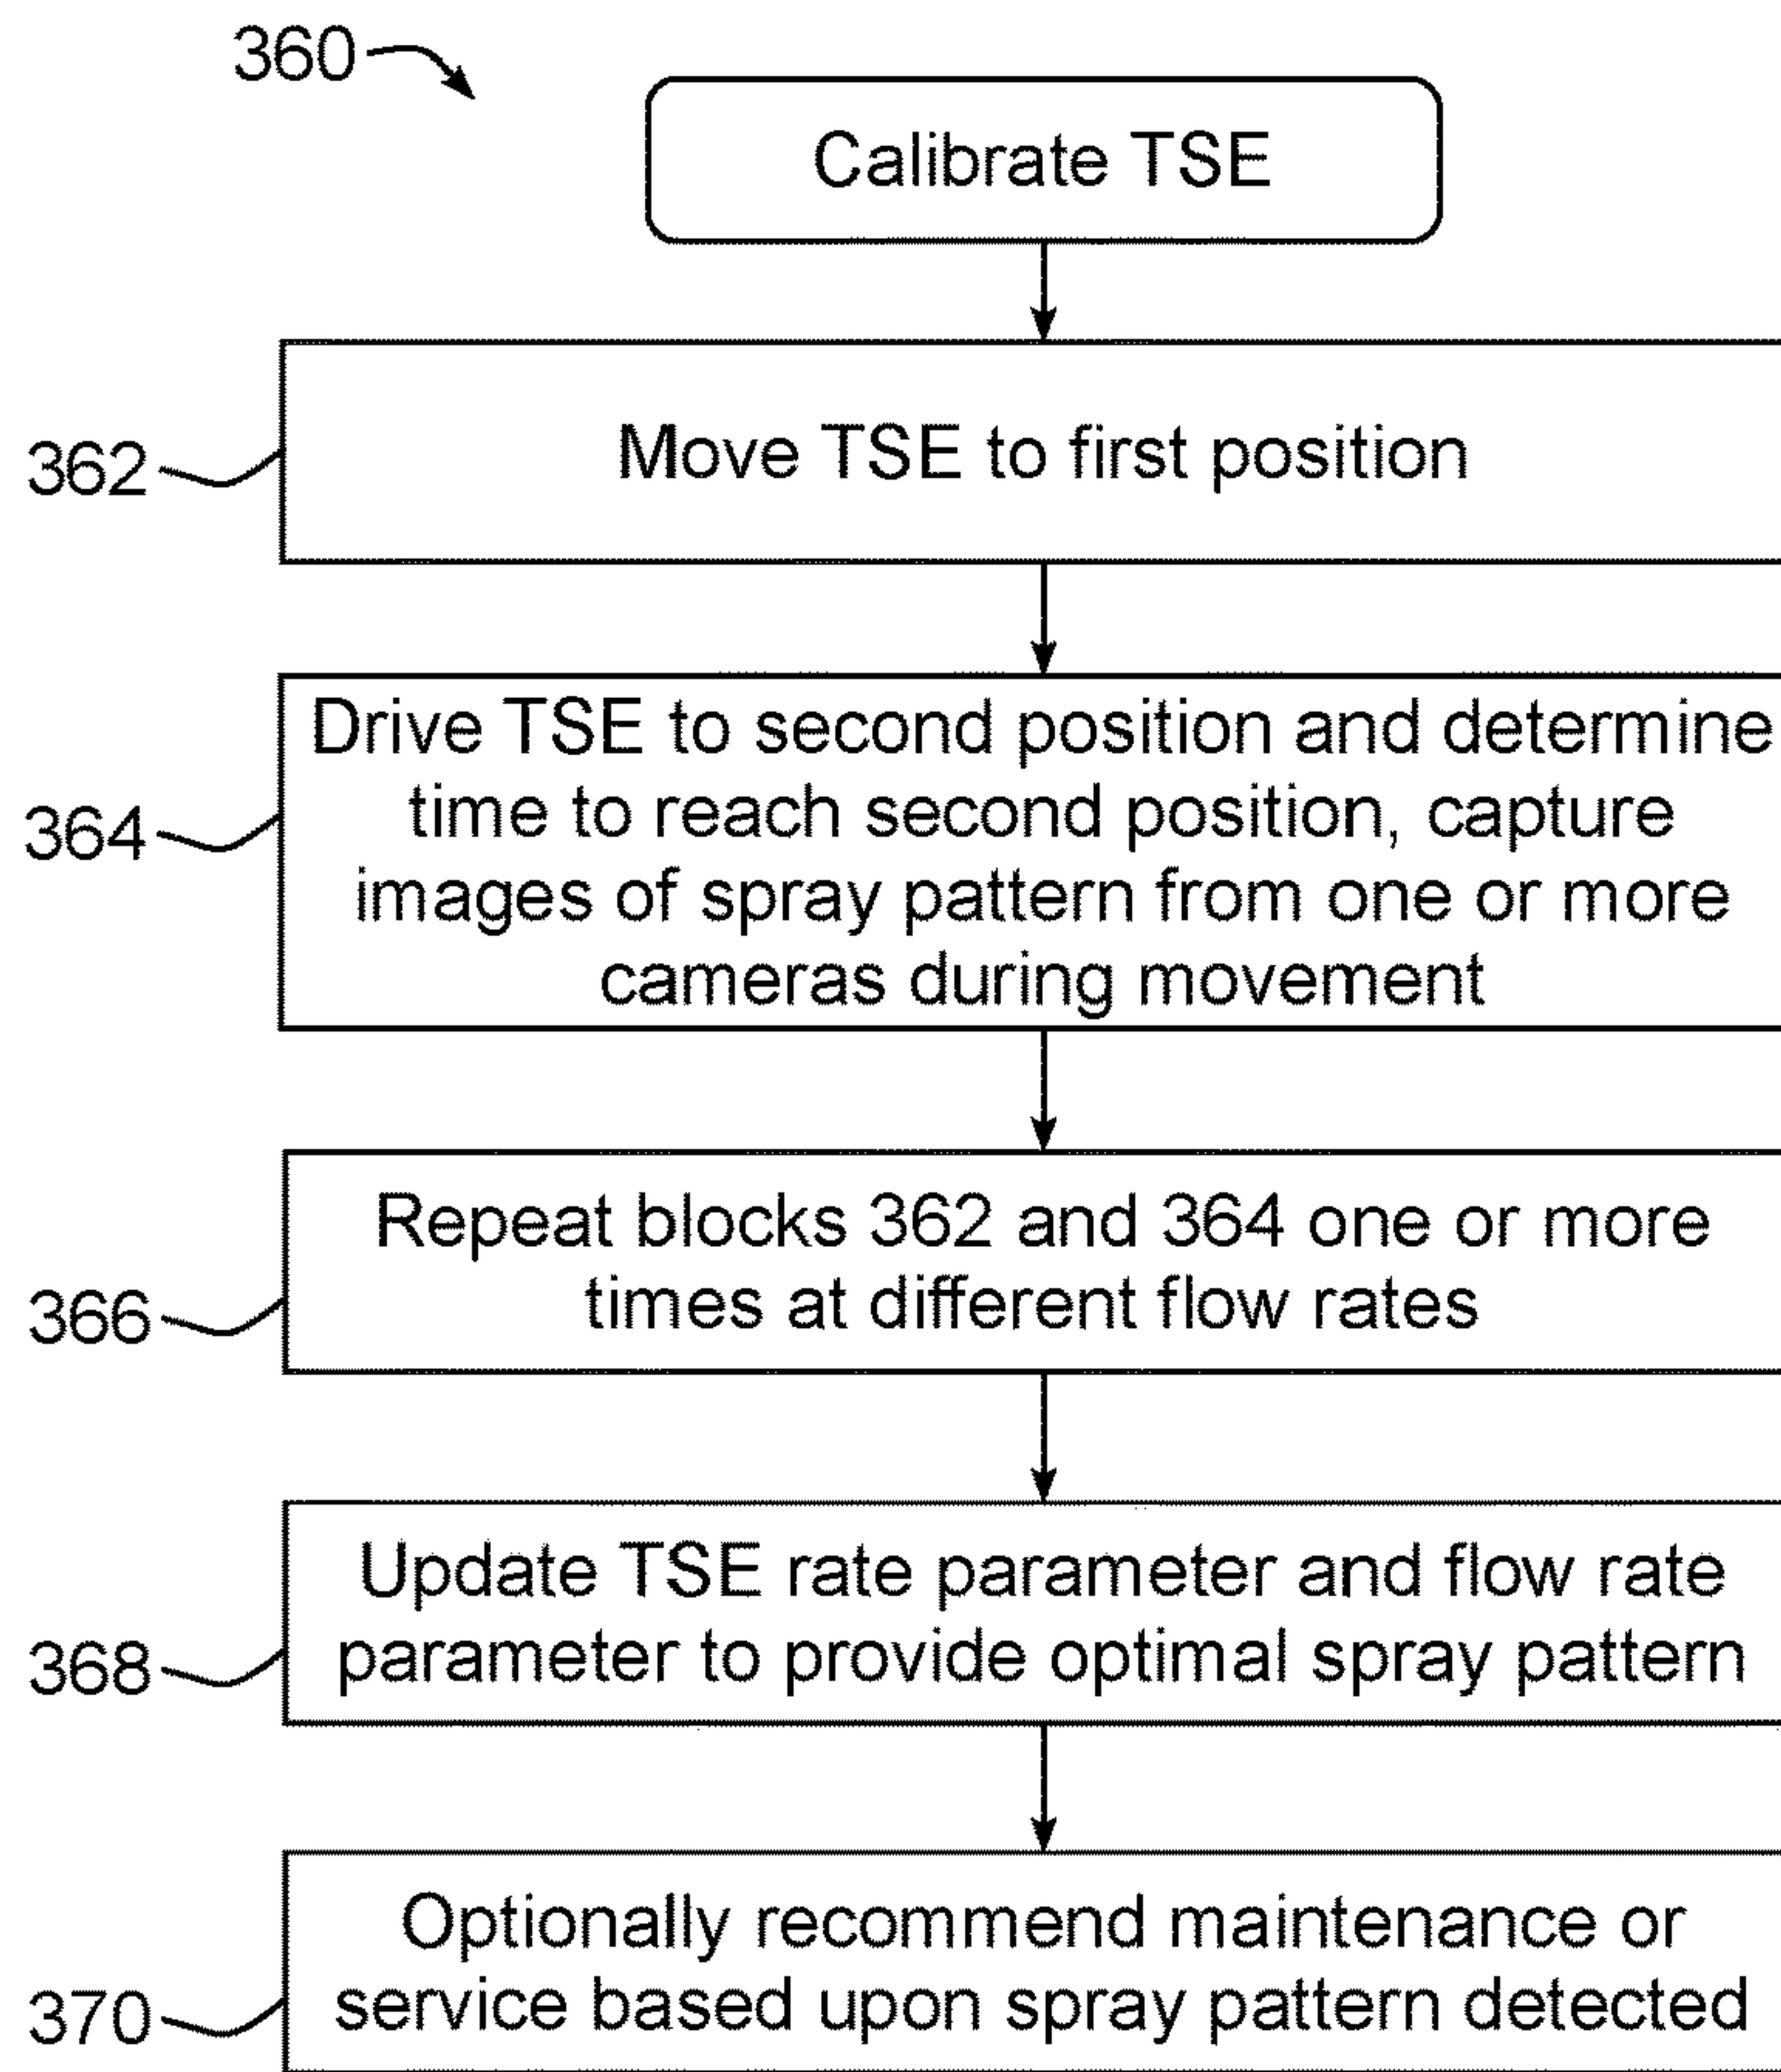 360
Calibrate TSE
362
Move TSE to first position
364
Drive TSE to second position and determine
time to reach second position, capture
images of spray pattern from one or more
cameras during movement
366
Repeat blocks 362 and 364 one or more
times at different flow rates
368
Update TSE rate parameter and flow rate
parameter to provide optimal spray pattern
370
Optionally recommend maintenance or
service based upon spray pattern detected